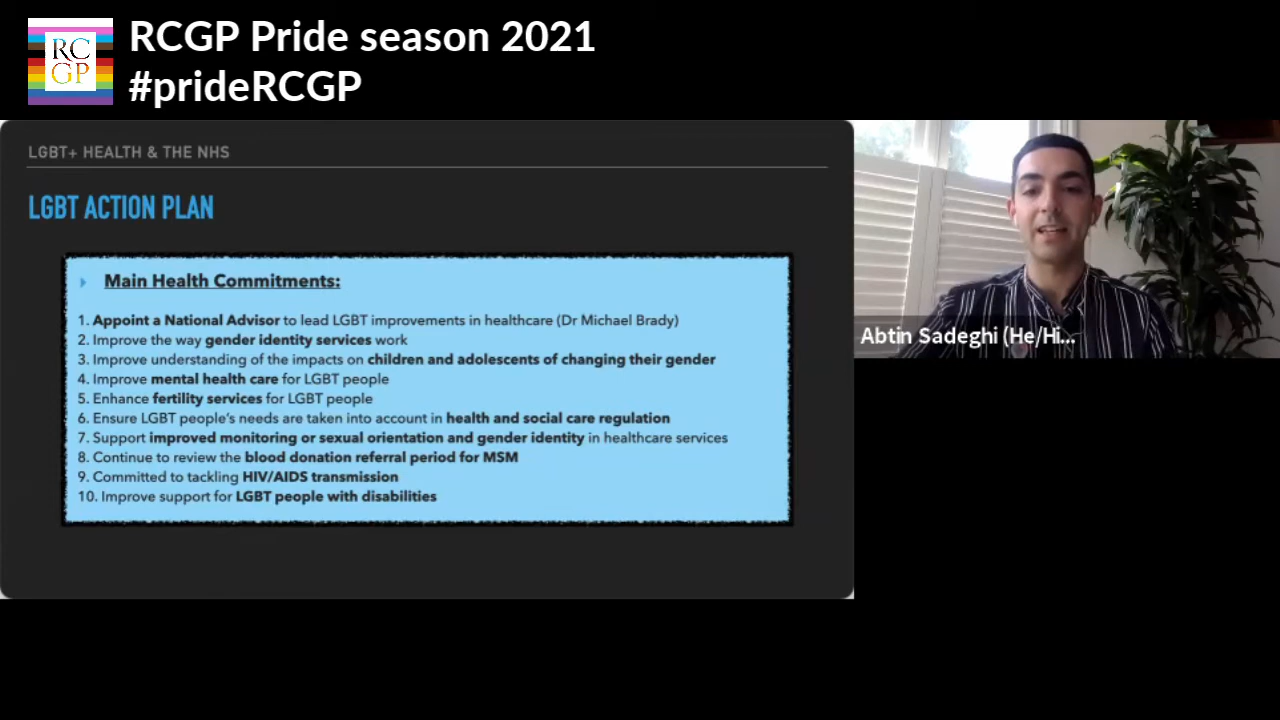 RC
GP
RCGP Pride season 2021
#prideRCGP
LGBT+ HEALTH & THE NHS
LGBT ACTION PLAN
Main Health Commitments:
1. Appoint a National Advisor to lead LGBT improvements in healthcare (Dr Michael Brady)
2. Improve the way gender identity services work
3. Improve understanding of the impacts on children and adolescents of changing their gender
4. Improve mental health care for LGBT people
5. Enhance fertility services for LGBT people
6. Ensure LGBT people's needs are taken into account in health and social care regulation
7. Support improved monitoring or sexual orientation and gender identity in healthcare services
8. Continue to review the blood donation referral period for MSM
9. Committed to tackling HIV/AIDS transmission
10. Improve support for LGBT people with disabilities
Abtin Sadeghi (He/Hi...